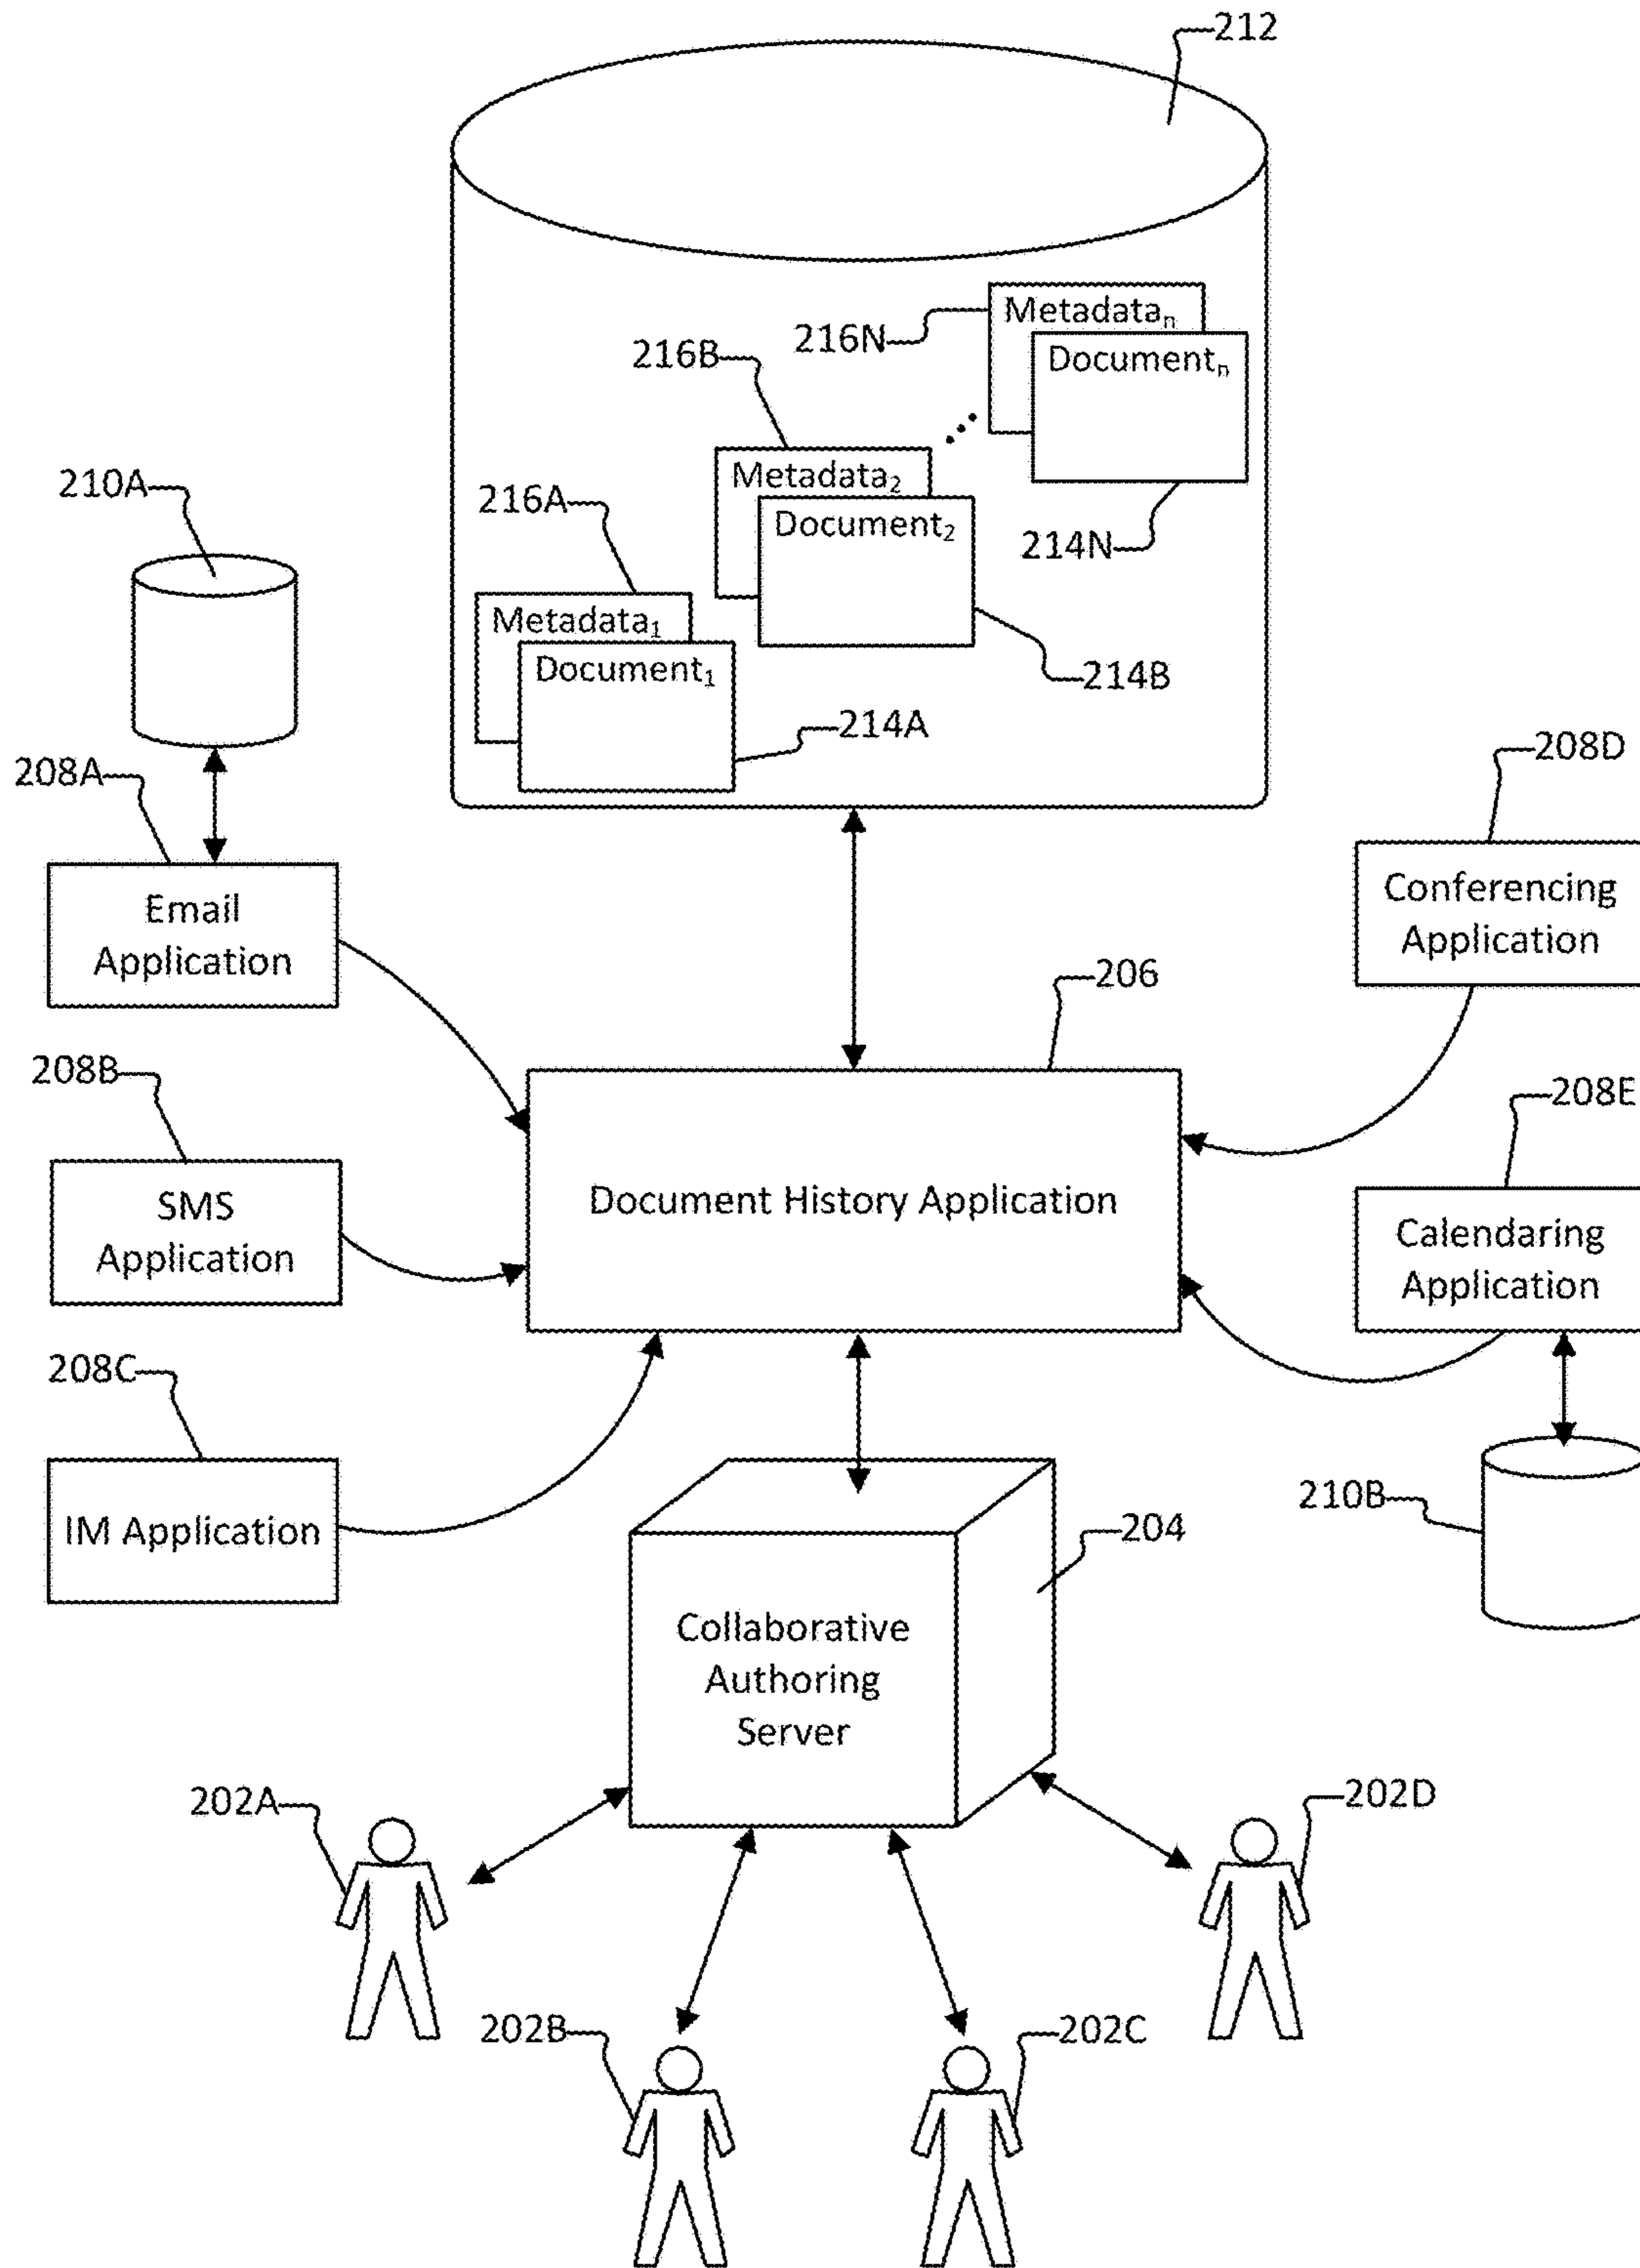 212
Metadataₙ
216N
Documentₙ
216B
Metadata₂
210A
216A
Document₂
214N
Metadata₁
Document₁
214B
214A
208A
208D
Email
Application
Conferencing
Application
206
208B
208E
SMS
Application
Document History Application
Calendaring
Application
208C
IM Application
210B
204
Collaborative
Authoring
Server
202A
202D
202B
202C